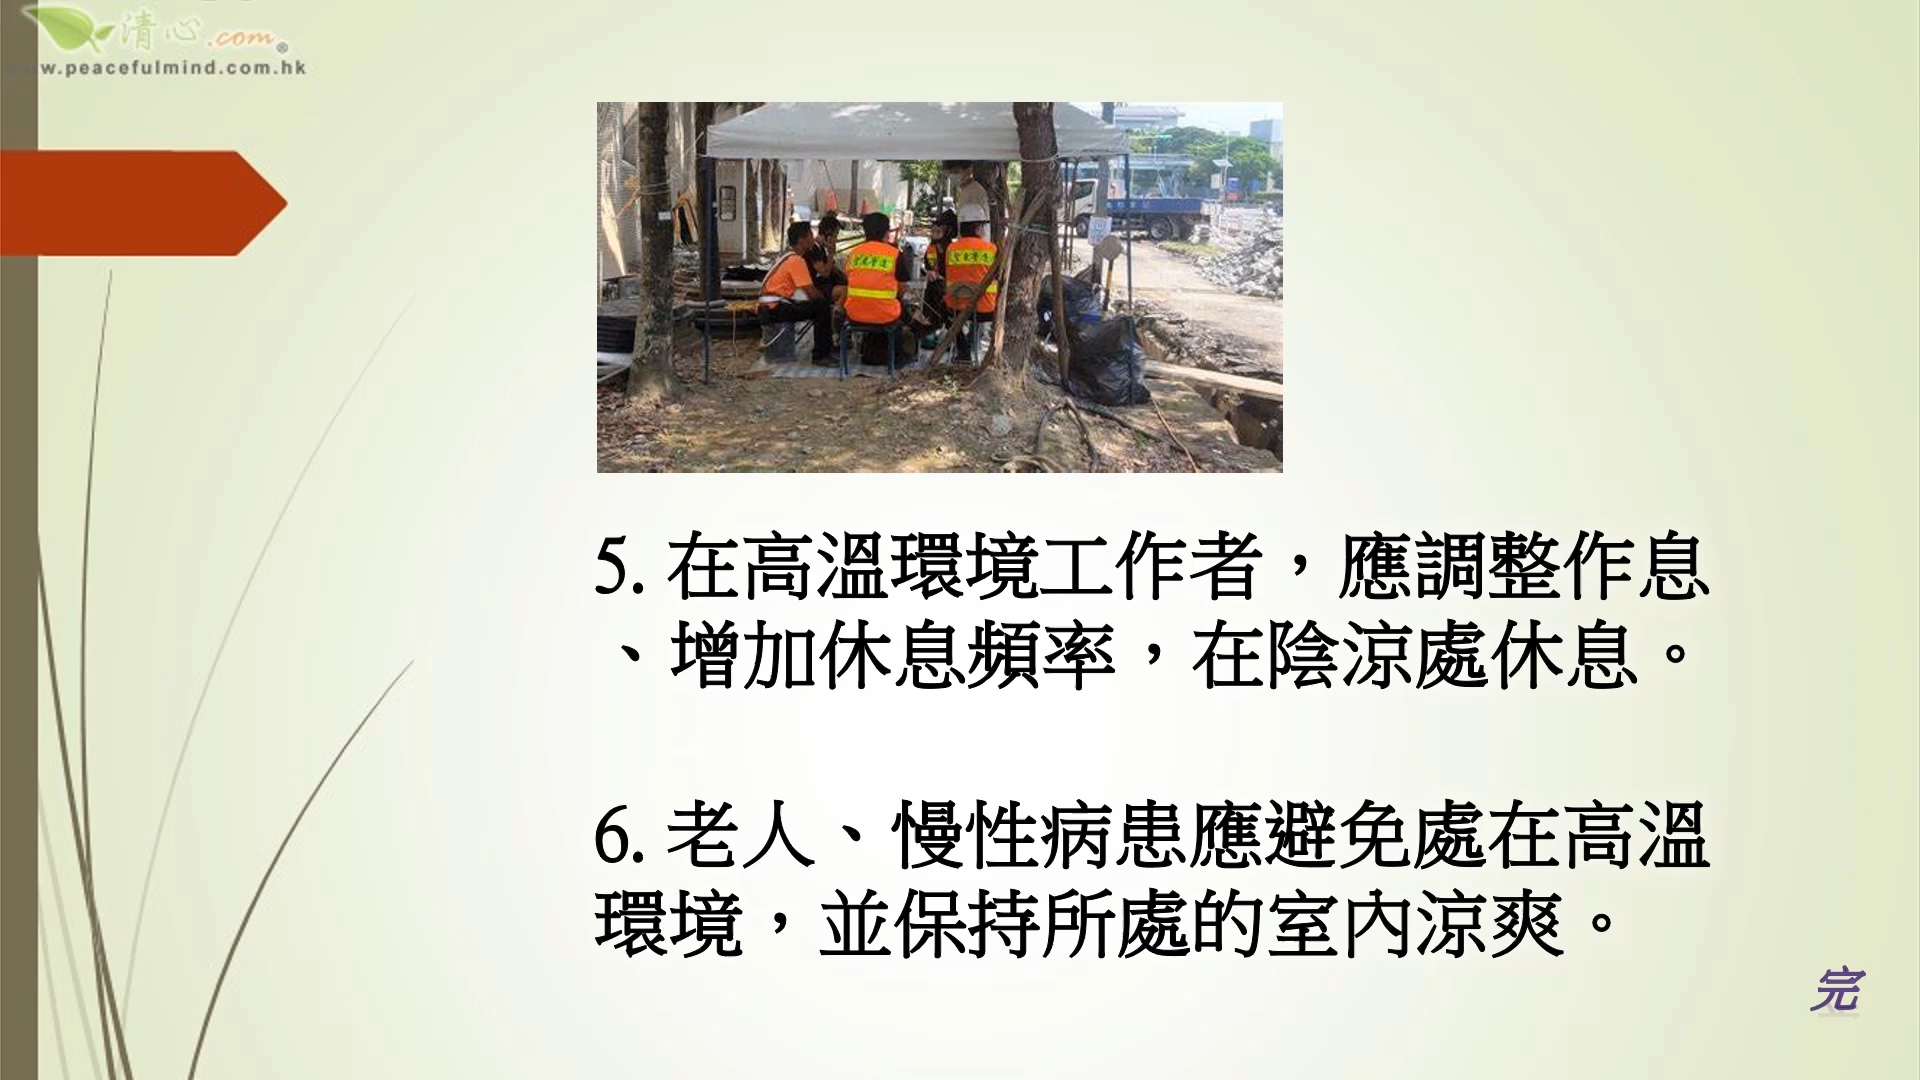 清心.com®
www.peacefulmind.com.hk
5. 在高溫環境工作者，應調整作息
、增加休息頻率，在陰涼處休息。
6. 老人、慢性病患應避免處在高溫
環境，並保持所處的室內涼爽。
完